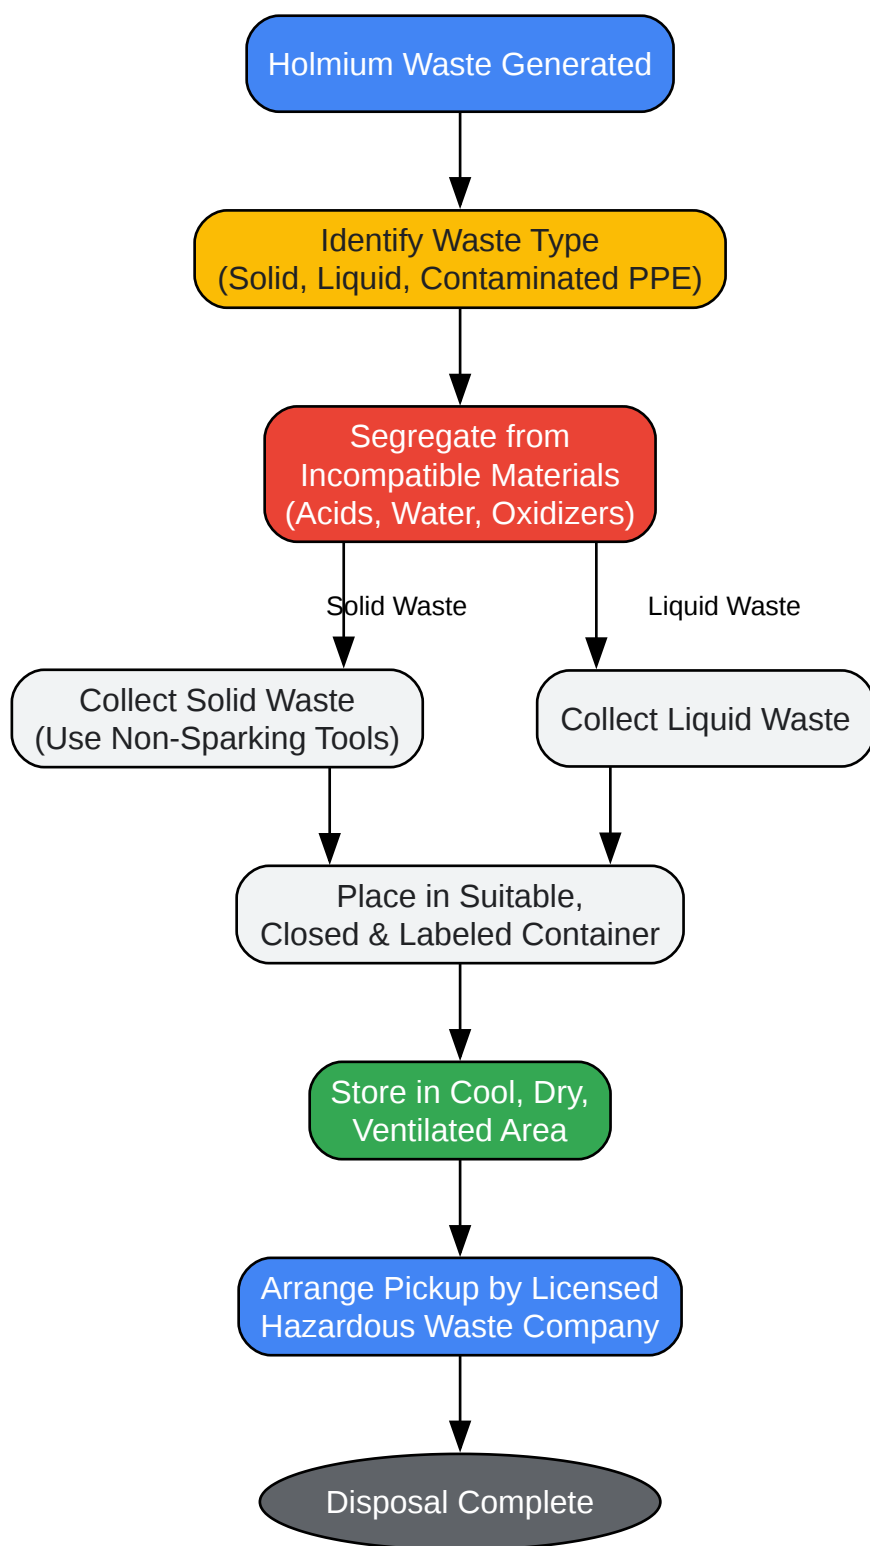 Holmium Waste Generated
Identify Waste Type
(Solid, Liquid, Contaminated PPE)
Segregate from
Incompatible Materials
(Acids, Water, Oxidizers)
Solid Waste
Liquid Waste
Collect Solid Waste
(Use Non-Sparking Tools)
Collect Liquid Waste
Place in Suitable,
Closed & Labeled Container
Store in Cool, Dry,
Ventilated Area
Arrange Pickup by Licensed
Hazardous Waste Company
Disposal Complete